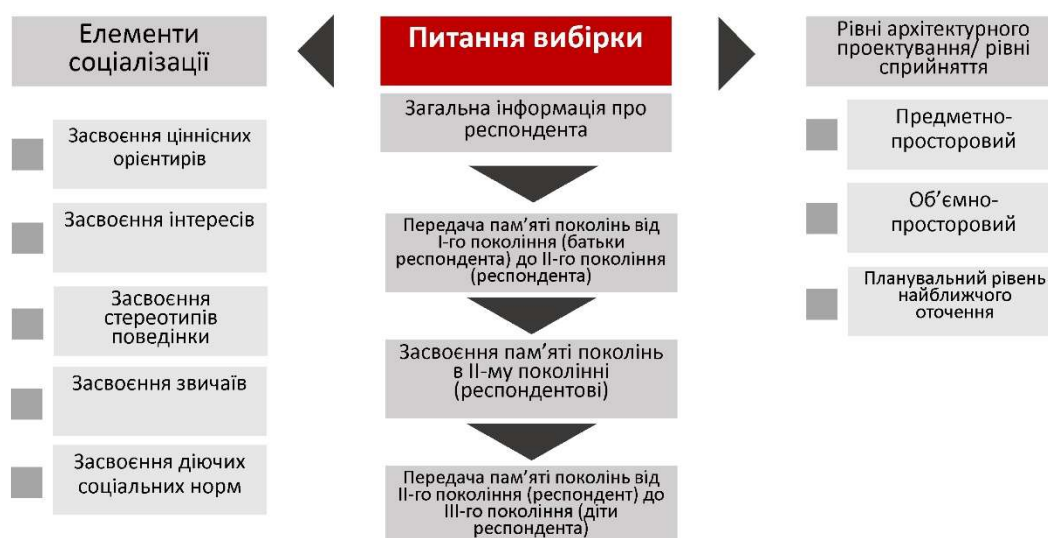 Елементи
соціалізації
Засвоєння ціннісних
орієнтирів
Засвоєння інтересів
Засвоєння
стереотипів
поведінки
Засвоєння звичаїв
Засвоєння діючих
соціальних норм
Питання вибірки
Загальна інформація про
респондента
Передача пам’яті поколінь від
І-го покоління (батьки
респондента) до ІІ-го покоління
(респондента)
Засвоєння пам’яті поколінь
в ІІ-му поколінні
(респондентові)
Передача пам’яті поколінь від
ІІ-го покоління (респондент) до
ІІІ-го покоління (діти
респондента)
Рівні архітектурного
проектування/ рівні
сприйняття
Предметно-
просторовий
Об’ємно-
просторовий
Планувальний рівень
найближчого
оточення